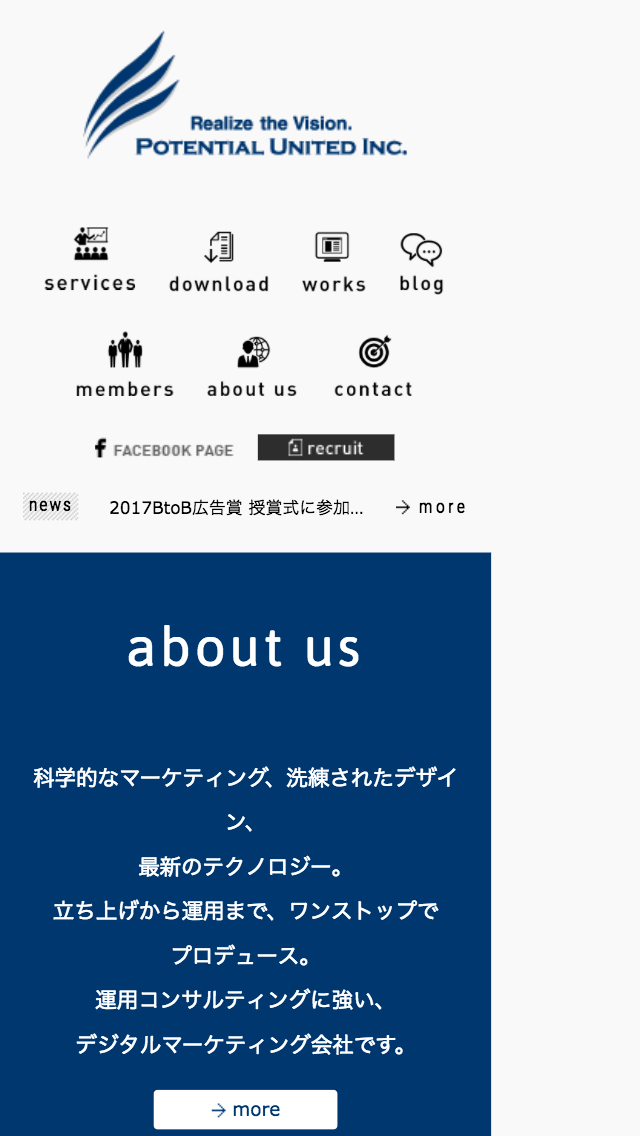 Realize the Vision.
POTENTIAL UNITED INC.
services
download
works
blog
members
about us
contact
FACEBOOK PAGE
recruit
news
2017BtoB広告賞 授賞式に参加...
more
about us
科学的なマーケティング、洗練されたデザイ
ン、
最新のテクノロジー。
立ち上げから運用まで、ワンストップで
プロデュース。
運用コンサルティングに強い、
デジタルマーケティング会社です。
more